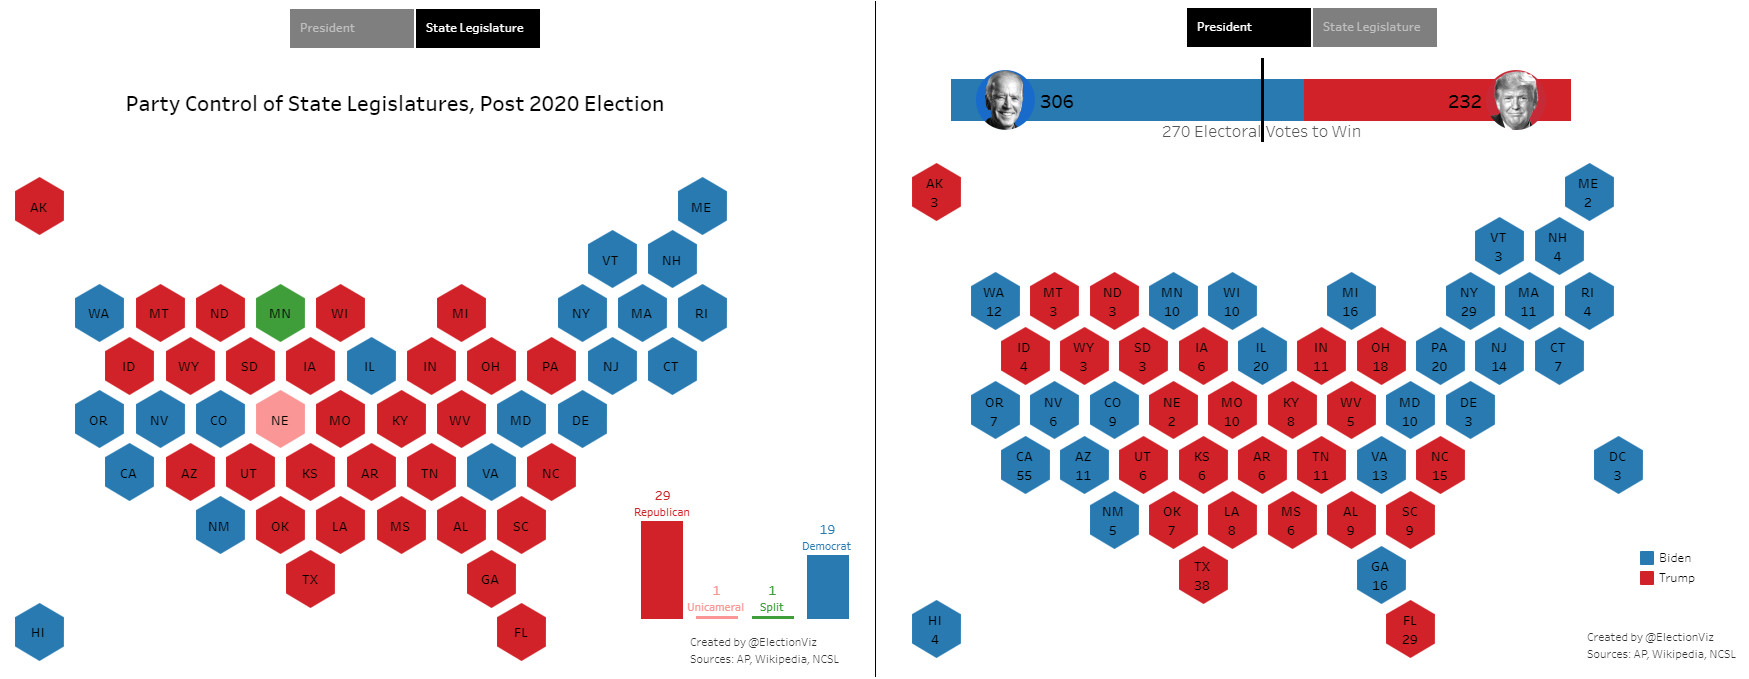 President
State Legislature
Party Control of State Legislatures, Post 2020 Election
AK
ME
VT
NH
WA
MT
ND
MN
WI
MI
NY
MA
RI
ID
WY
SD
IA
IL
IN
OH
PA
NJ
CT
OR
NV
CO
NE
MO
KY
WV
MD
DE
CA
AZ
UT
KS
AR
TN
VA
NC
NM
OK
LA
MS
AL
SC
TX
GA
HI
FL
29
Republican
1
Unicameral
1
Split
19
Democrat
Created by @ElectionViz
Sources: AP, Wikipedia, NCSL
President
State Legislature
306
232
270 Electoral Votes to Win
AK
3
ME
2
VT
3
NH
4
WA
12
MT
3
ND
3
MN
10
WI
10
MI
16
NY
29
MA
11
RI
4
ID
4
WY
3
SD
3
IA
6
IL
20
IN
11
OH
18
PA
20
NJ
14
CT
7
OR
7
NV
6
CO
9
NE
2
MO
10
KY
8
WV
5
MD
10
DE
3
CA
55
AZ
11
UT
6
KS
6
AR
6
TN
11
VA
13
NC
15
DC
3
NM
5
OK
7
LA
8
MS
6
AL
9
SC
9
TX
38
GA
16
HI
4
FL
29
Biden
Trump
Created by @ElectionViz
Sources: AP, Wikipedia, NCSL